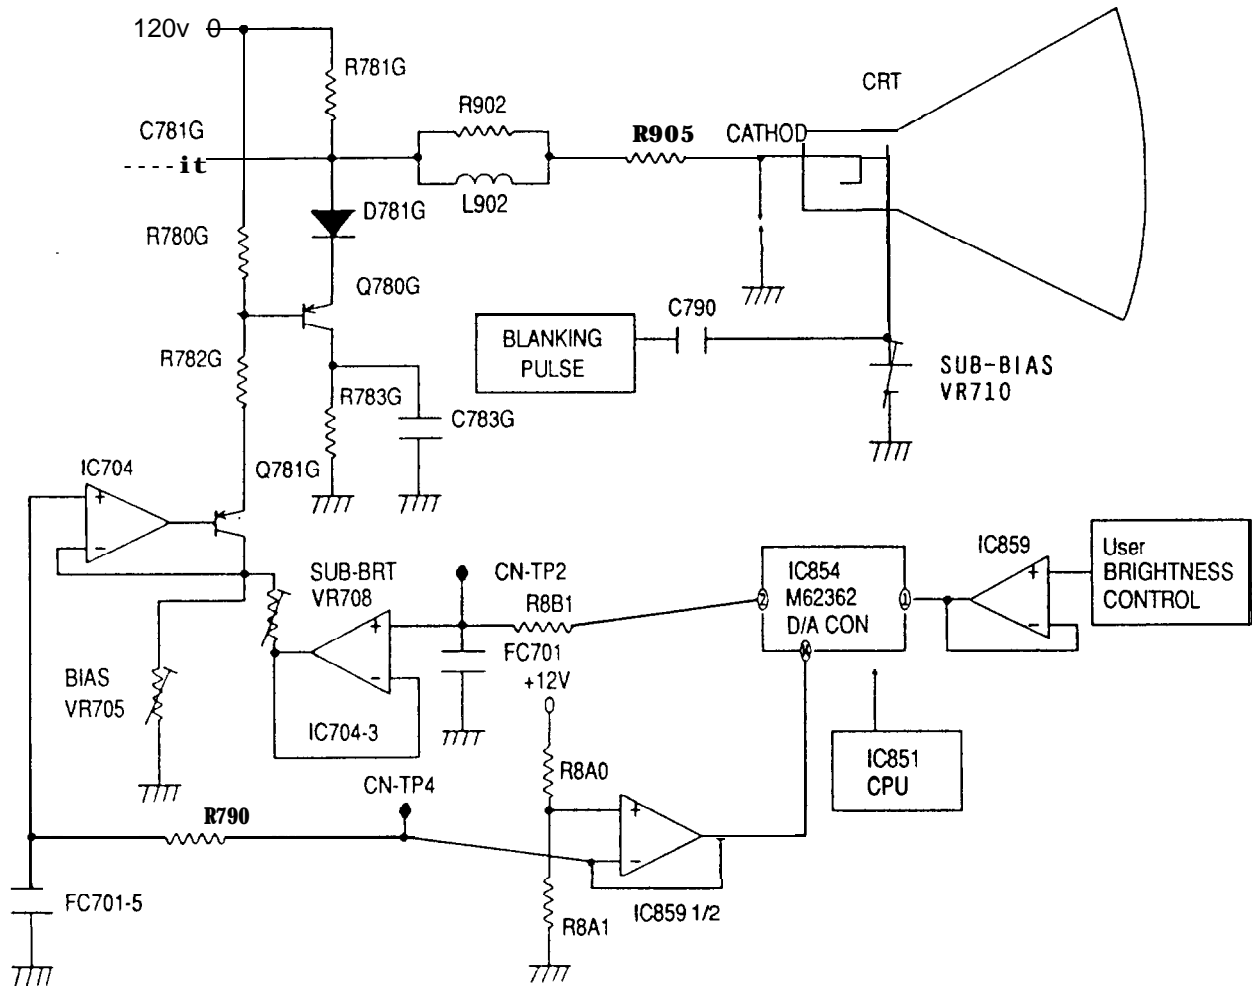 120v
R781G
CRT
R902
C781G
R905
CATHOD
-----it
L902
D781G
R780G
Q780G
C790
BLANKING
PULSE
R782G
SUB-BIAS
VR710
R783G
C783G
IC704
Q781G
IC859
User
BRIGHTNESS
CONTROL
SUB-BRT
VR708
CN-TP2
IC854
M62362
D/A CON
R8B1
2
1
+
-
FC701
+12V
BIAS
VR705
IC704-3
R8A0
IC851
CPU
CN-TP4
R790
+
-
+
-
+
-
FC701-5
R8A1
IC859 1/2